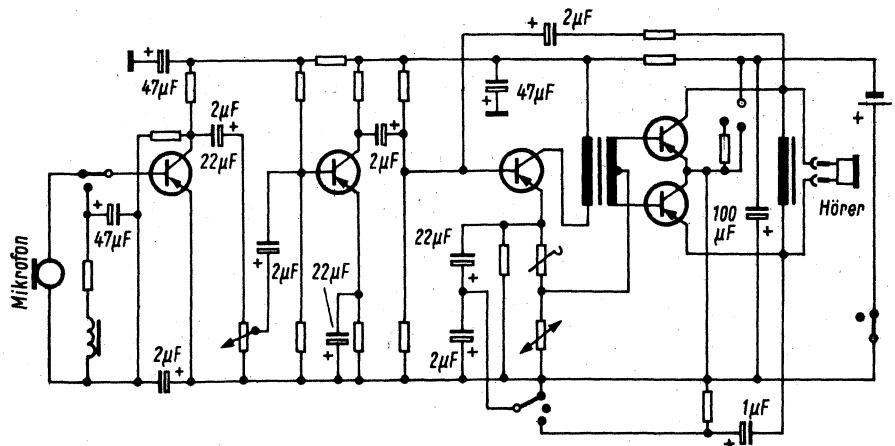 + 2µF
+
47µF
2µF
+
22µF
+
2µF
47µF
+
+
47µF
Mikrofon
+
2µF
22µF
+
22µF
+
2µF
+
100
µF
+
Hörer
+
2µF
+
1µF
+